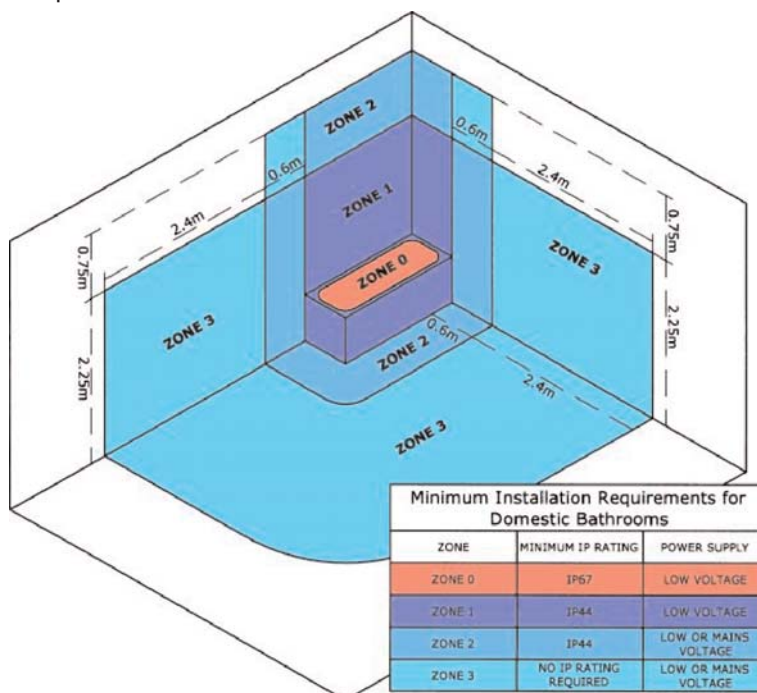 ZONE 2
0.6m
0.6m
2.4m
2.4m
ZONE 1
0.75m
0.75m
ZONE 0
ZONE 3
ZONE 3
0.6m
ZONE 2
2.25m
2.25m
2.4m
ZONE 3
Minimum Installation Requirements for
Domestic Bathrooms
ZONE MINIMUM IP RATING POWER SUPPLY
ZONE 0 IP67 LOW VOLTAGE
ZONE 1 IP44 LOW VOLTAGE
ZONE 2 IP44 LOW OR MAINS
VOLTAGE
ZONE 3 NO IP RATING
REQUIRED LOW OR MAINS
VOLTAGE